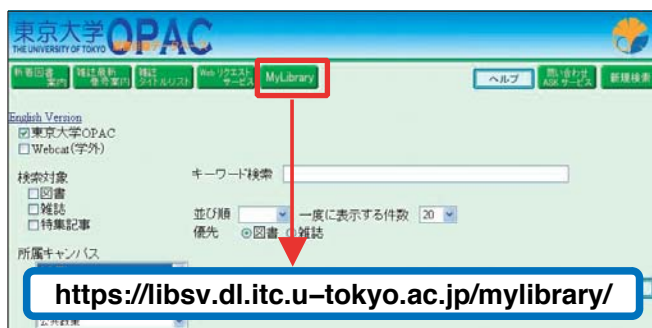 東京大学OPAC
THE UNIVERSITY OF TOKYO
新着図書案内 雑誌最新巻号案内 雑誌タイトルリスト Web リクエストサービス MyLibrary ヘルプ 問い合わせ ASK サービス 新規検索
English Version
東京大学OPAC
Webcat(学外)
検索対象 キーワード検索
図書
雑誌
特集記事
並び順 一度に表示する件数 20
優先 図書 雑誌
所属キャンパス
https://libsv.dl.itc.u–tokyo.ac.jp/mylibrary/